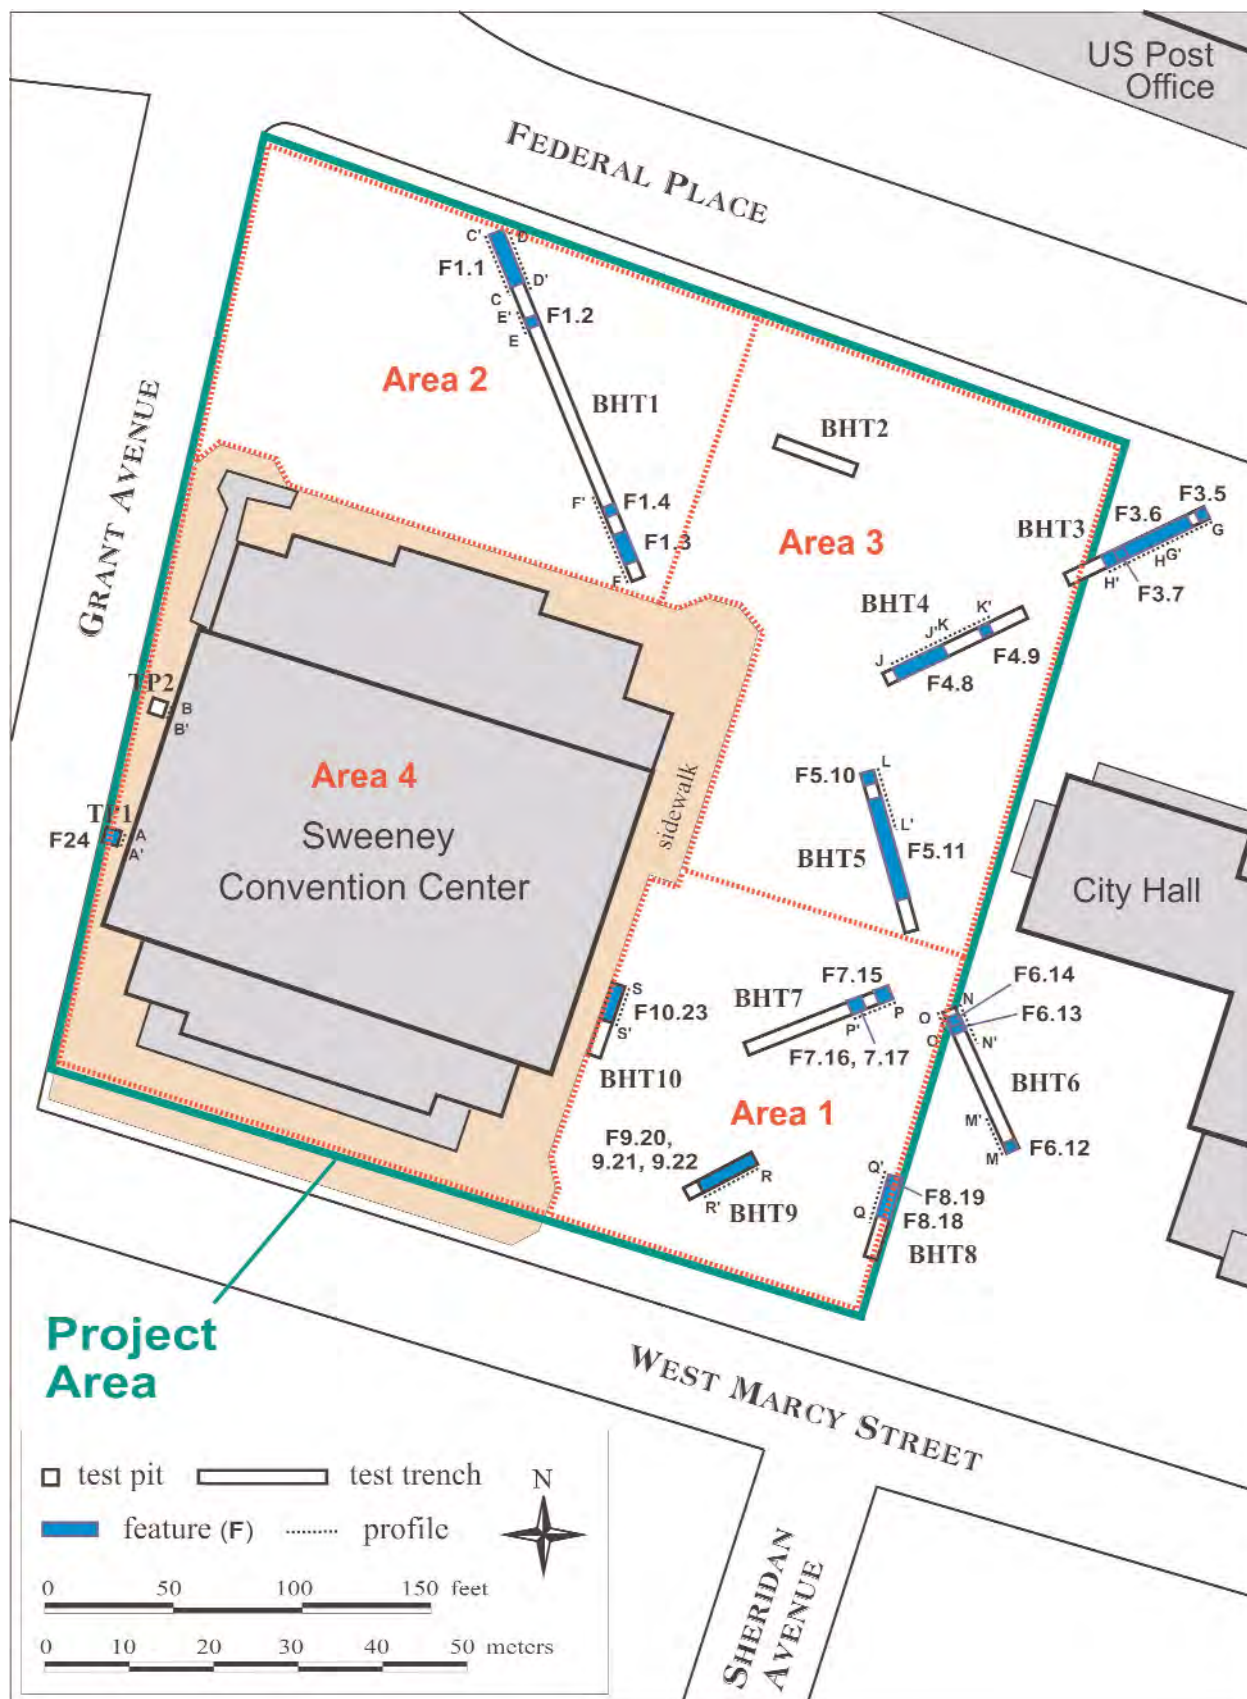 US Post
Office
FEDERAL PLACE
C'
D
F1.1
D'
C
E'
F1.2
E
Area 2
BHT1
BHT2
GRANT AVENUE
F'
F1.4
F1.3
F
Area 3
F3.5
F3.6
BHT3
G
G'
H
H'
F3.7
BHT4
K'
K
J'
J
F4.9
F4.8
TP2
B
B'
Area 4
Sweeney
Convention Center
sidewalk
TP1
F24
A
A'
F5.10
L
L'
F5.11
BHT5
City Hall
F7.15
BHT7
P
P'
F7.16, 7.17
S
F10.23
S'
BHT10
N
F6.14
O
F6.13
O'
N'
BHT6
M'
M
F6.12
Area 1
F9.20,
9.21, 9.22
R
R'
BHT9
Q'
F8.19
Q
F8.18
BHT8
Project
Area
WEST MARCY STREET
SHERIDAN
AVENUE
test pit
test trench
N
feature (F)
profile
0 50 100 150 feet
0 10 20 30 40 50 meters